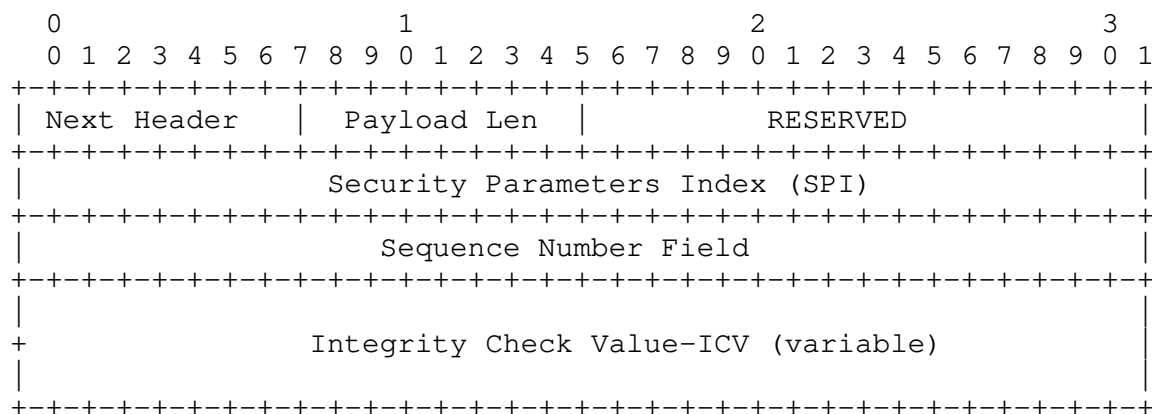 0                   1                   2                   3
 0 1 2 3 4 5 6 7 8 9 0 1 2 3 4 5 6 7 8 9 0 1 2 3 4 5 6 7 8 9 0 1
+-+-+-+-+-+-+-+-+-+-+-+-+-+-+-+-+-+-+-+-+-+-+-+-+-+-+-+-+-+-+-+-+
| Next Header   |  Payload Len  |          RESERVED             |
+-+-+-+-+-+-+-+-+-+-+-+-+-+-+-+-+-+-+-+-+-+-+-+-+-+-+-+-+-+-+-+-+
|                 Security Parameters Index (SPI)               |
+-+-+-+-+-+-+-+-+-+-+-+-+-+-+-+-+-+-+-+-+-+-+-+-+-+-+-+-+-+-+-+-+
|                    Sequence Number Field                      |
+-+-+-+-+-+-+-+-+-+-+-+-+-+-+-+-+-+-+-+-+-+-+-+-+-+-+-+-+-+-+-+-+
|                                                               |
+                Integrity Check Value-ICV (variable)           |
|                                                               |
+-+-+-+-+-+-+-+-+-+-+-+-+-+-+-+-+-+-+-+-+-+-+-+-+-+-+-+-+-+-+-+-+